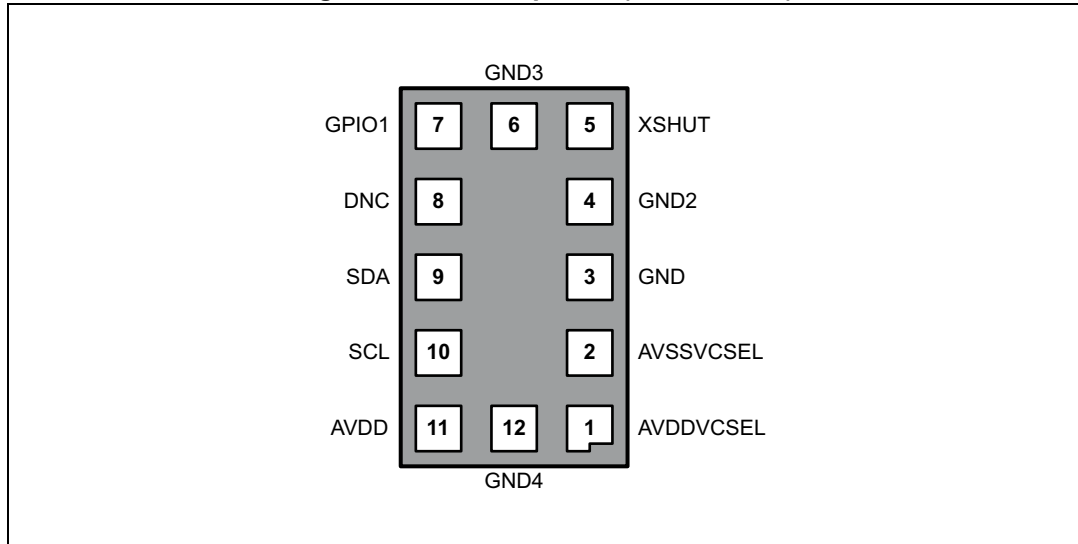 GND3
GPIO1 7 6 5 XSHUT
DNC 8 4 GND2
SDA 9 3 GND
SCL 10 2 AVSSVCSEL
AVDD 11 12 1 AVDDVCSEL
GND4